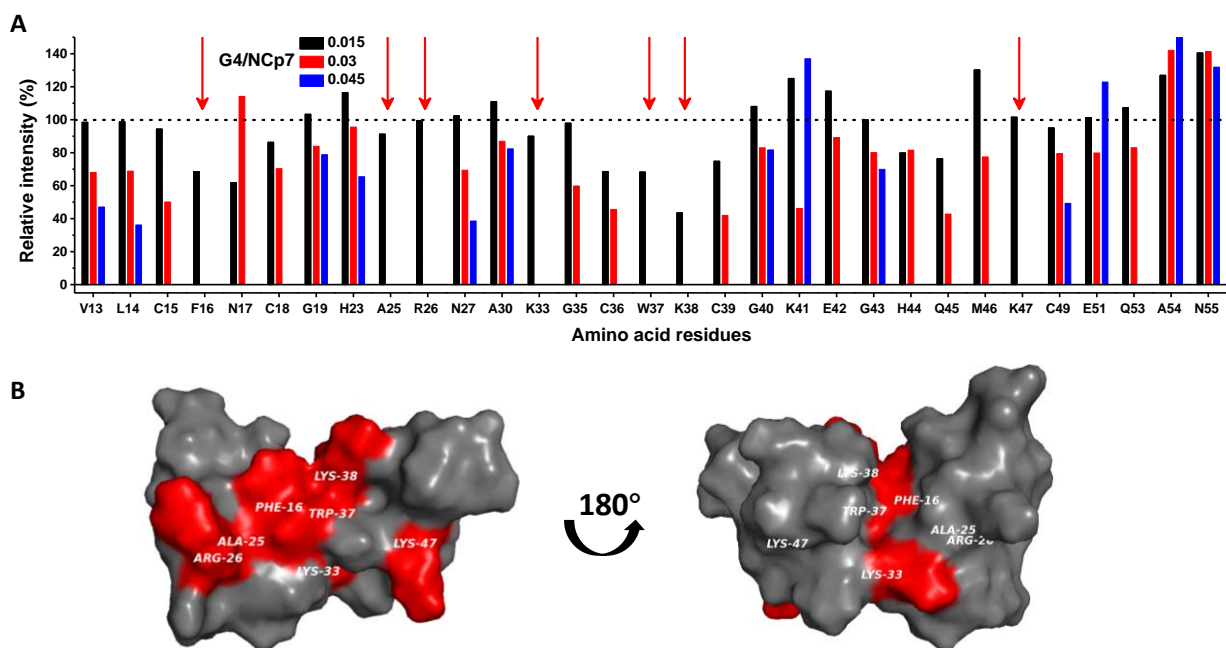 A
G4/NCp7
0.015
0.03
0.045
Relative intensity (%)
140
120
100
80
60
40
20
0
V13 L14 C15 F16 N17 C18 G19 H23 A25 R26 N27 A30 K33 G35 C36 W37 K38 C39 G40 K41 E42 G43 H44 Q45 M46 K47 C49 E51 Q53 A54 N55
Amino acid residues
B
LYS-38
PHE-16
TRP-37
ALA-25
LYS-47
ARG-26
LYS-33
180°
LYS-38
PHE-16
TRP-37
ALA-25
LYS-47
LYS-33